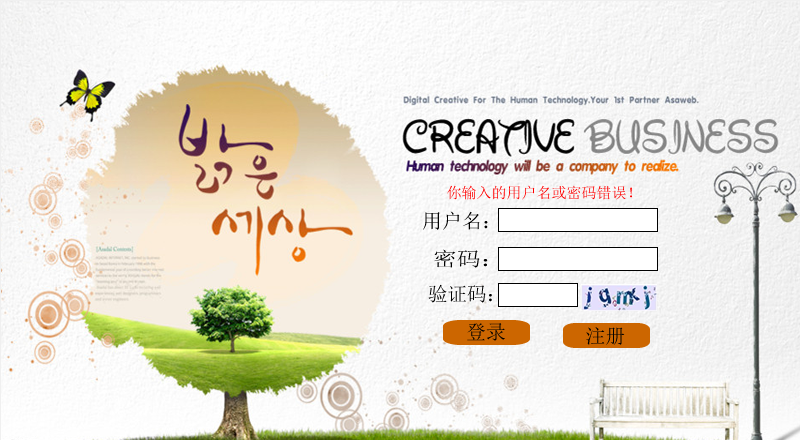 Digital Creative For The Human Technology.Your 1st Partner Asaweb.
CREATIVE BUSINESS
Human technology will be a company to realize.
밝은
세상
[Asadal Contents]
你输入的用户名或密码错误!
用户名:
密码:
验证码:
登录
注册